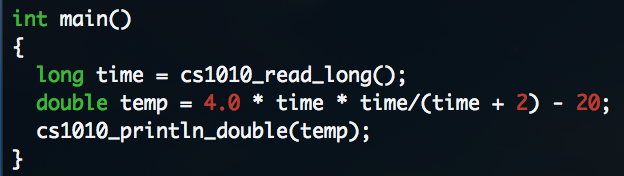 int main()
{
  long time = cs1010_read_long();
  double temp = 4.0 * time * time/(time + 2) - 20;
  cs1010_println_double(temp);
}